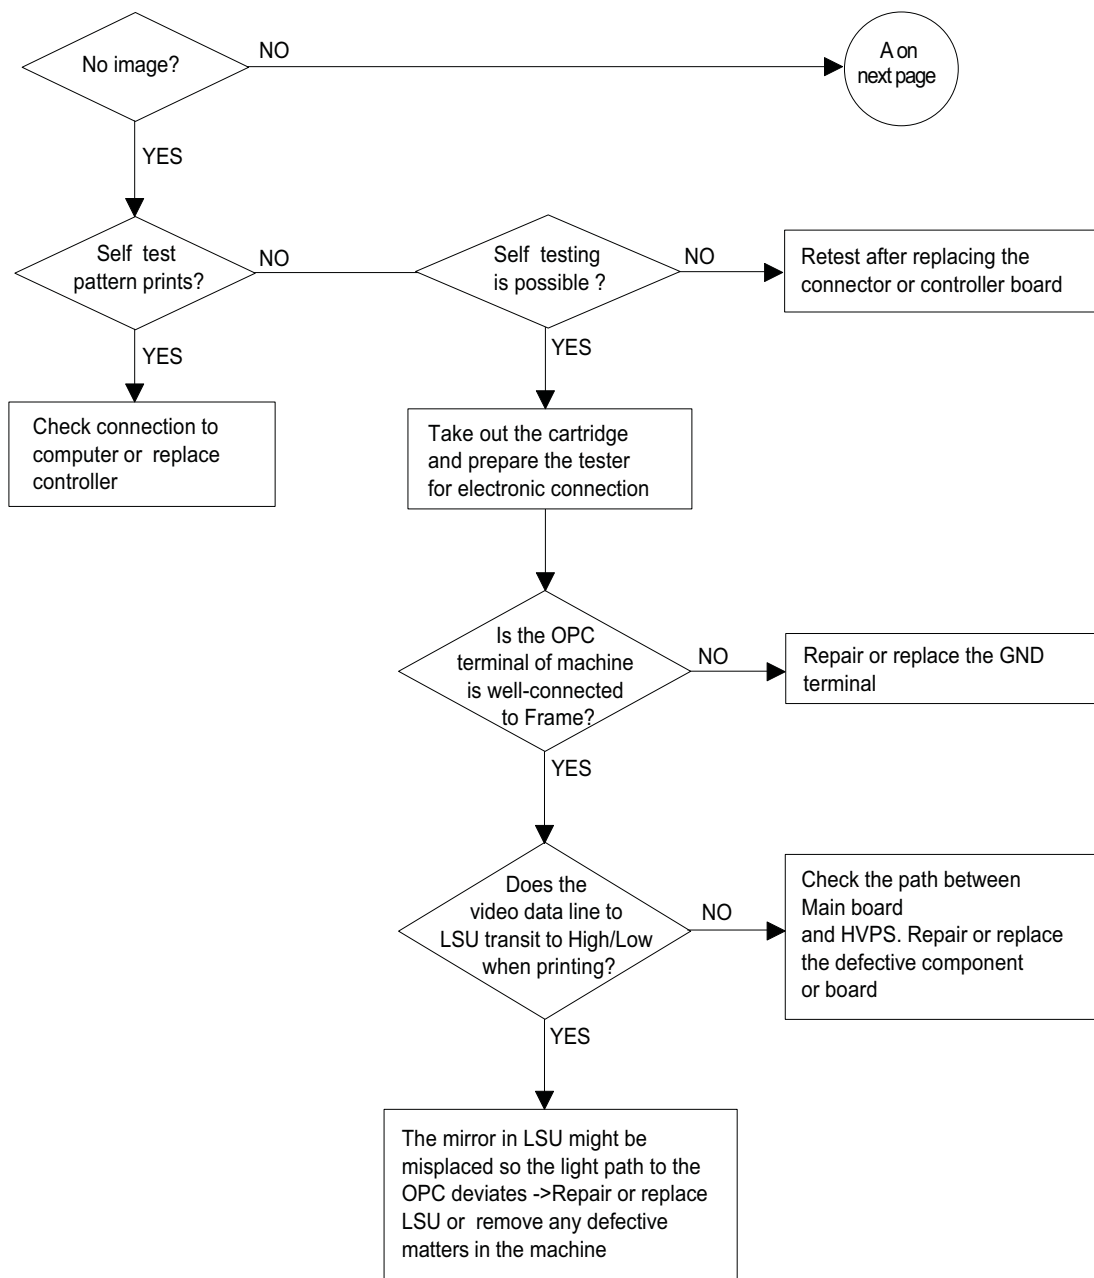 No image?
NO
A on
next page
YES
Self test
pattern prints?
NO
Self testing
is possible ?
NO
Retest after replacing the
connector or controller board
YES
YES
Check connection to
computer or replace
controller
Take out the cartridge
and prepare the tester
for electronic connection
Is the OPC
terminal of machine
is well-connected
to Frame?
NO
Repair or replace the GND
terminal
YES
Does the
video data line to
LSU transit to High/Low
when printing?
NO
Check the path between
Main board
and HVPS. Repair or replace
the defective component
or board
YES
The mirror in LSU might be
misplaced so the light path to the
OPC deviates ->Repair or replace
LSU or remove any defective
matters in the machine